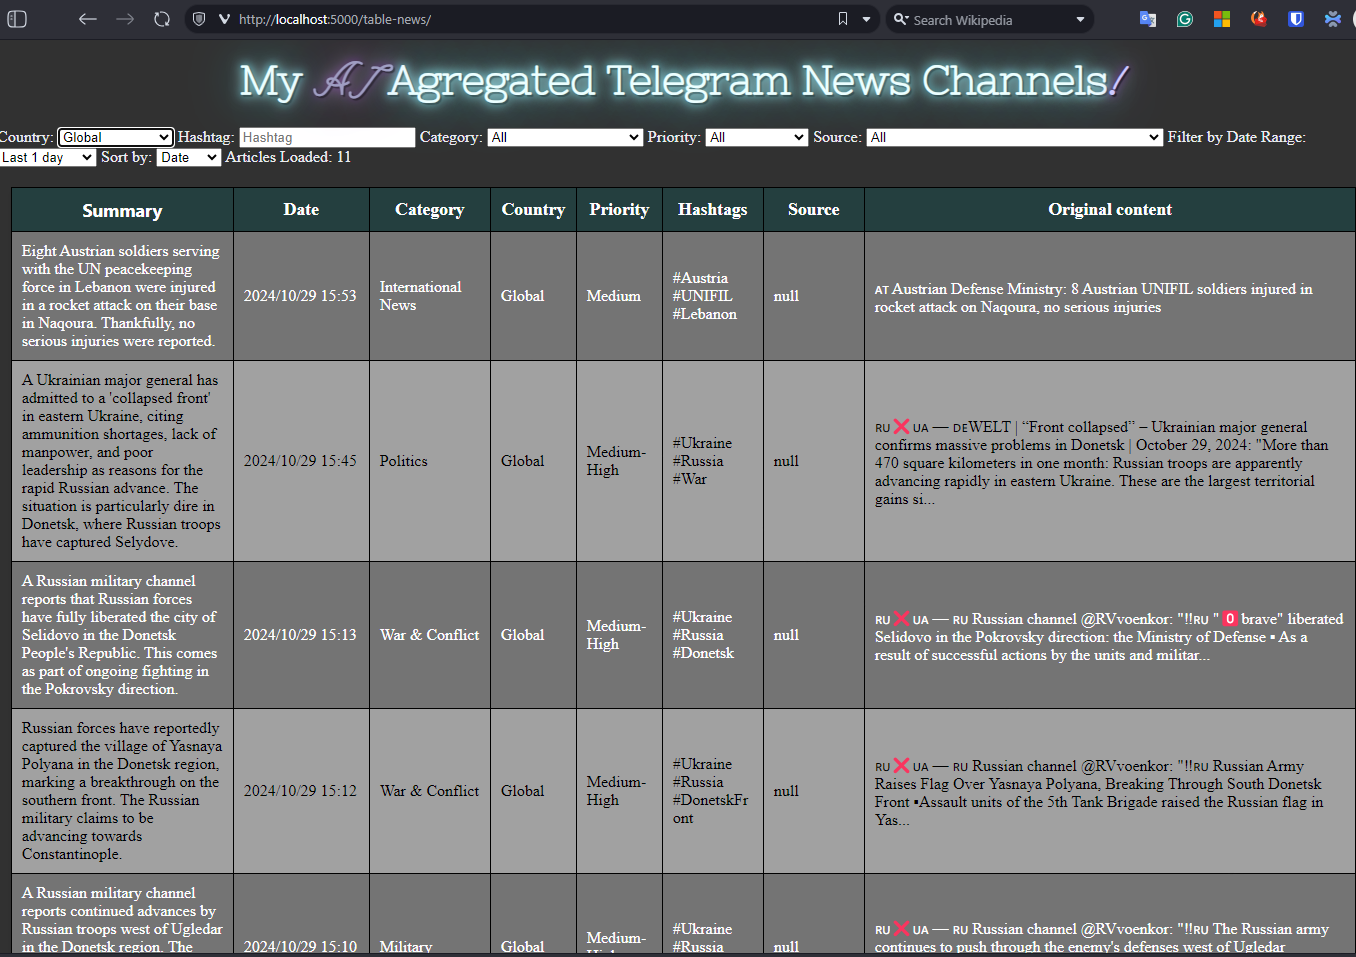 http://localhost:5000/table-news/
Search Wikipedia
My AI Agregated Telegram News Channels!
Country: Global Hashtag: Hashtag Category: All Priority: All Source: All Filter by Date Range:
Last 1 day Sort by: Date Articles Loaded: 11
Summary Date Category Country Priority Hashtags Source Original content
Eight Austrian soldiers serving
with the UN peacekeeping
force in Lebanon were injured
in a rocket attack on their base
in Naqoura. Thankfully, no
serious injuries were reported.
2024/10/29 15:53
International
News
Global
Medium
#Austria
#UNIFIL
#Lebanon
null
AT Austrian Defense Ministry: 8 Austrian UNIFIL soldiers injured in
rocket attack on Naqoura, no serious injuries
A Ukrainian major general has
admitted to a 'collapsed front'
in eastern Ukraine, citing
ammunition shortages, lack of
manpower, and poor
leadership as reasons for the
rapid Russian advance. The
situation is particularly dire in
Donetsk, where Russian troops
have captured Selydove.
2024/10/29 15:45
Politics
Global
Medium-
High
#Ukraine
#Russia
#War
null
RU❌UA — DEWELT | “Front collapsed” – Ukrainian major general
confirms massive problems in Donetsk | October 29, 2024: "More than
470 square kilometers in one month: Russian troops are apparently
advancing rapidly in eastern Ukraine. These are the largest territorial
gains si...
A Russian military channel
reports that Russian forces
have fully liberated the city of
Selidovo in the Donetsk
People's Republic. This comes
as part of ongoing fighting in
the Pokrovsky direction.
2024/10/29 15:13
War & Conflict
Global
Medium-
High
#Ukraine
#Russia
#Donetsk
null
RU❌UA — RU Russian channel @RVvoenkor: "‼RU "🅾 brave" liberated
Selidovo in the Pokrovsky direction: the Ministry of Defense ▪ As a
result of successful actions by the units and militar...
Russian forces have reportedly
captured the village of Yasnaya
Polyana in the Donetsk region,
marking a breakthrough on the
southern front. The Russian
military claims to be
advancing towards
Constantinople.
2024/10/29 15:12
War & Conflict
Global
Medium-
High
#Ukraine
#Russia
#DonetskFr
ont
null
RU❌UA — RU Russian channel @RVvoenkor: "‼RU Russian Army
Raises Flag Over Yasnaya Polyana, Breaking Through South Donetsk
Front ▪Assault units of the 5th Tank Brigade raised the Russian flag in
Yas...
A Russian military channel
reports continued advances by
Russian troops west of Ugledar
in the Donetsk region. The
2024/10/29 15:10
Military
Global
Medium-
High
#Ukraine
#Russia
null
RU❌UA — RU Russian channel @RVvoenkor: "‼RU The Russian army
continues to push through the enemy's defenses west of Ugledar